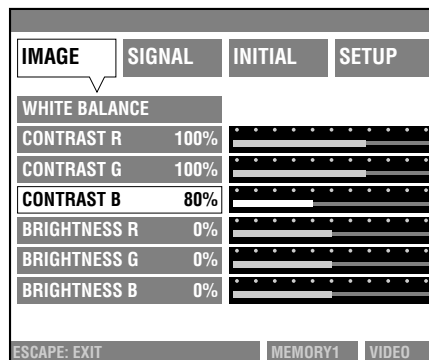 IMAGE SIGNAL INITIAL SETUP
WHITE BALANCE
CONTRAST R 100%
CONTRAST G 100%
CONTRAST B 80%
BRIGHTNESS R 0%
BRIGHTNESS G 0%
BRIGHTNESS B 0%
ESCAPE: EXIT MEMORY1 VIDEO